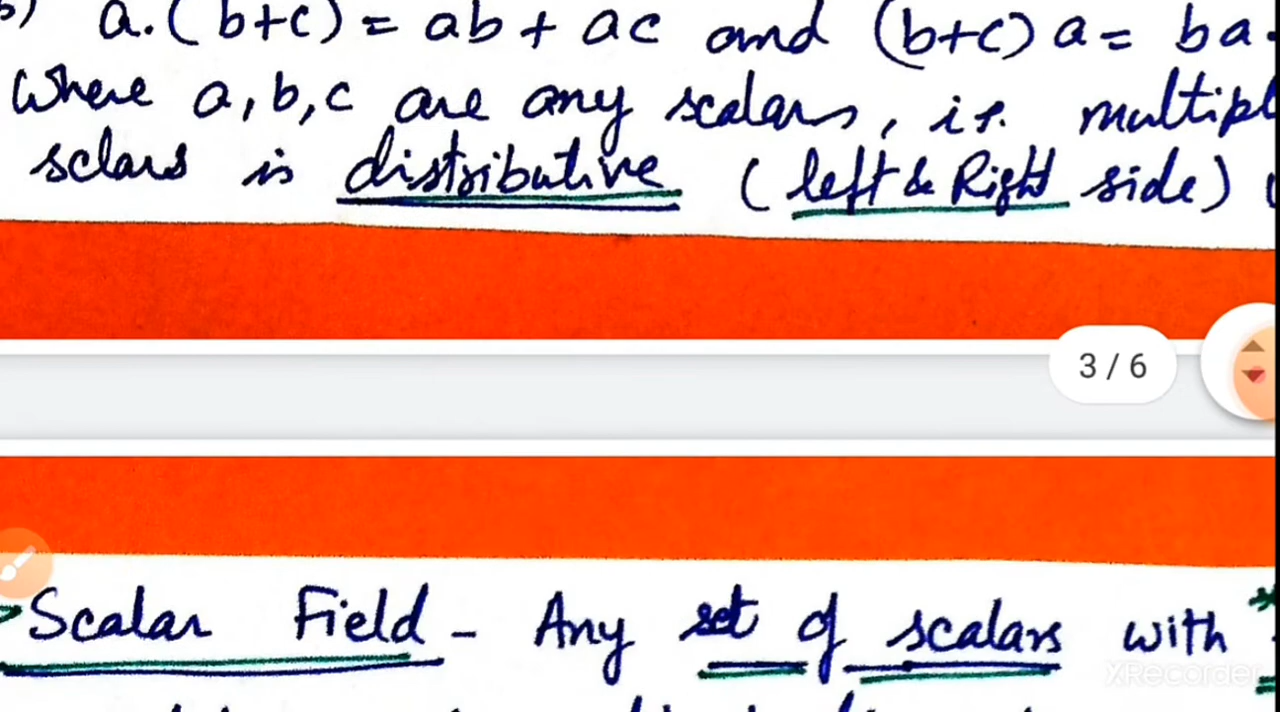 a.(b+c) = ab + ac and (b+c) a = ba
Where a, b, c are any scalars, i.e. multipl
sclars is distributive (left & Right side)
3 / 6
Scalar Field - Any set of scalars with
XRecorder